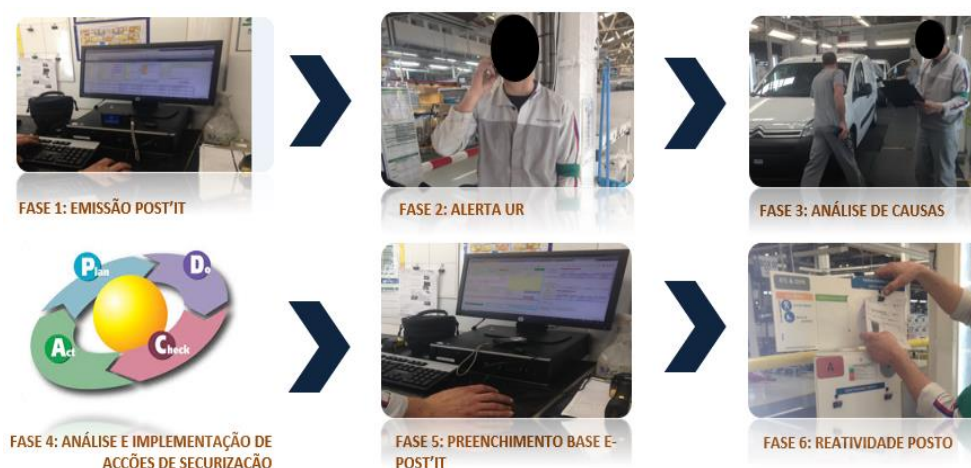 FASE 1: EMISSÃO POST'IT
FASE 2: ALERTA UR
FASE 3: ANÁLISE DE CAUSAS
Plan
Do
Act
Check
FASE 4: ANÁLISE E IMPLEMENTAÇÃO DE
ACCÕES DE SECURIZAÇÃO
FASE 5: PREENCHIMENTO BASE E-
POST'IT
A
FASE 6: REATIVIDADE POSTO